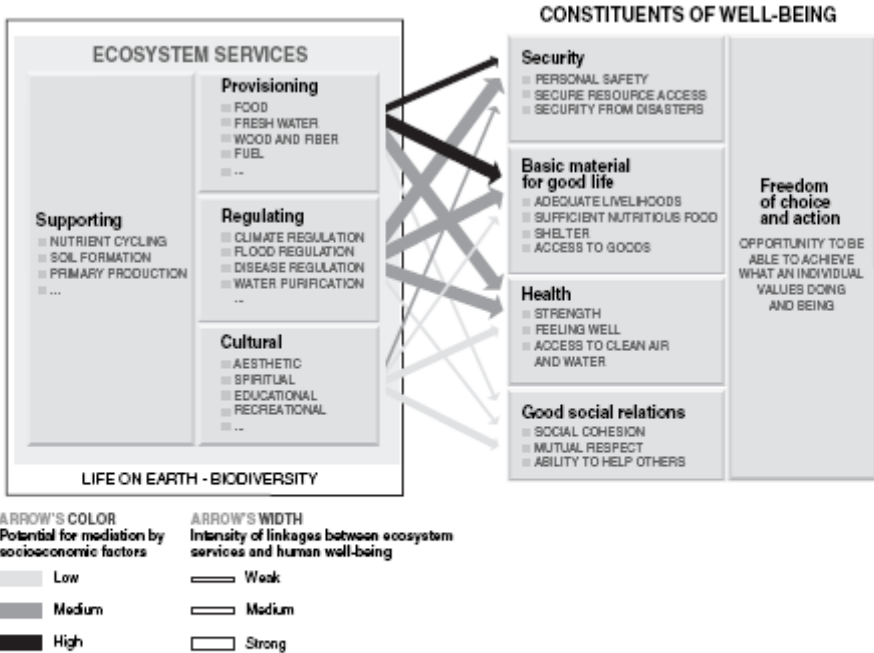 CONSTITUENTS OF WELL-BEING
ECOSYSTEM SERVICES
Supporting
NUTRIENT CYCLING
SOIL FORMATION
PRIMARY PRODUCTION
...
Provisioning
FOOD
FRESH WATER
WOOD AND FIBER
FUEL
...
Regulating
CLIMATE REGULATION
FLOOD REGULATION
DISEASE REGULATION
WATER PURIFICATION
...
Cultural
AESTHETIC
SPIRITUAL
EDUCATIONAL
RECREATIONAL
...
LIFE ON EARTH - BIODIVERSITY
Security
PERSONAL SAFETY
SECURE RESOURCE ACCESS
SECURITY FROM DISASTERS
Basic material
for good life
ADEQUATE LIVELIHOODS
SUFFICIENT NUTRITIOUS FOOD
SHELTER
ACCESS TO GOODS
Health
STRENGTH
FEELING WELL
ACCESS TO CLEAN AIR
AND WATER
Good social relations
SOCIAL COHESION
MUTUAL RESPECT
ABILITY TO HELP OTHERS
Freedom
of choice
and action
OPPORTUNITY TO BE
ABLE TO ACHIEVE
WHAT AN INDIVIDUAL
VALUES DOING
AND BEING
ARROW'S COLOR
Potential for mediation by
socioeconomic factors
Low
Medium
High
ARROW'S WIDTH
Intensity of linkages between ecosystem
services and human well-being
Weak
Medium
Strong